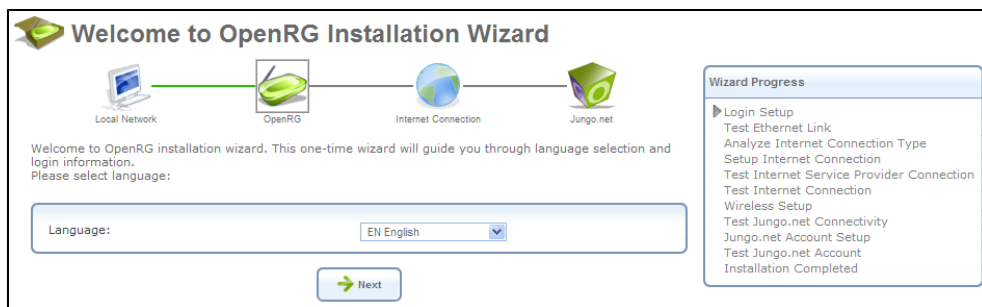 Welcome to OpenRG Installation Wizard
Local Network
OpenRG
Internet Connection
Jungo.net
Welcome to OpenRG installation wizard. This one-time wizard will guide you through language selection and
login information.
Please select language:
Language:
EN English
Next
Wizard Progress
Login Setup
Test Ethernet Link
Analyze Internet Connection Type
Setup Internet Connection
Test Internet Service Provider Connection
Test Internet Connection
Wireless Setup
Test Jungo.net Connectivity
Jungo.net Account Setup
Test Jungo.net Account
Installation Completed